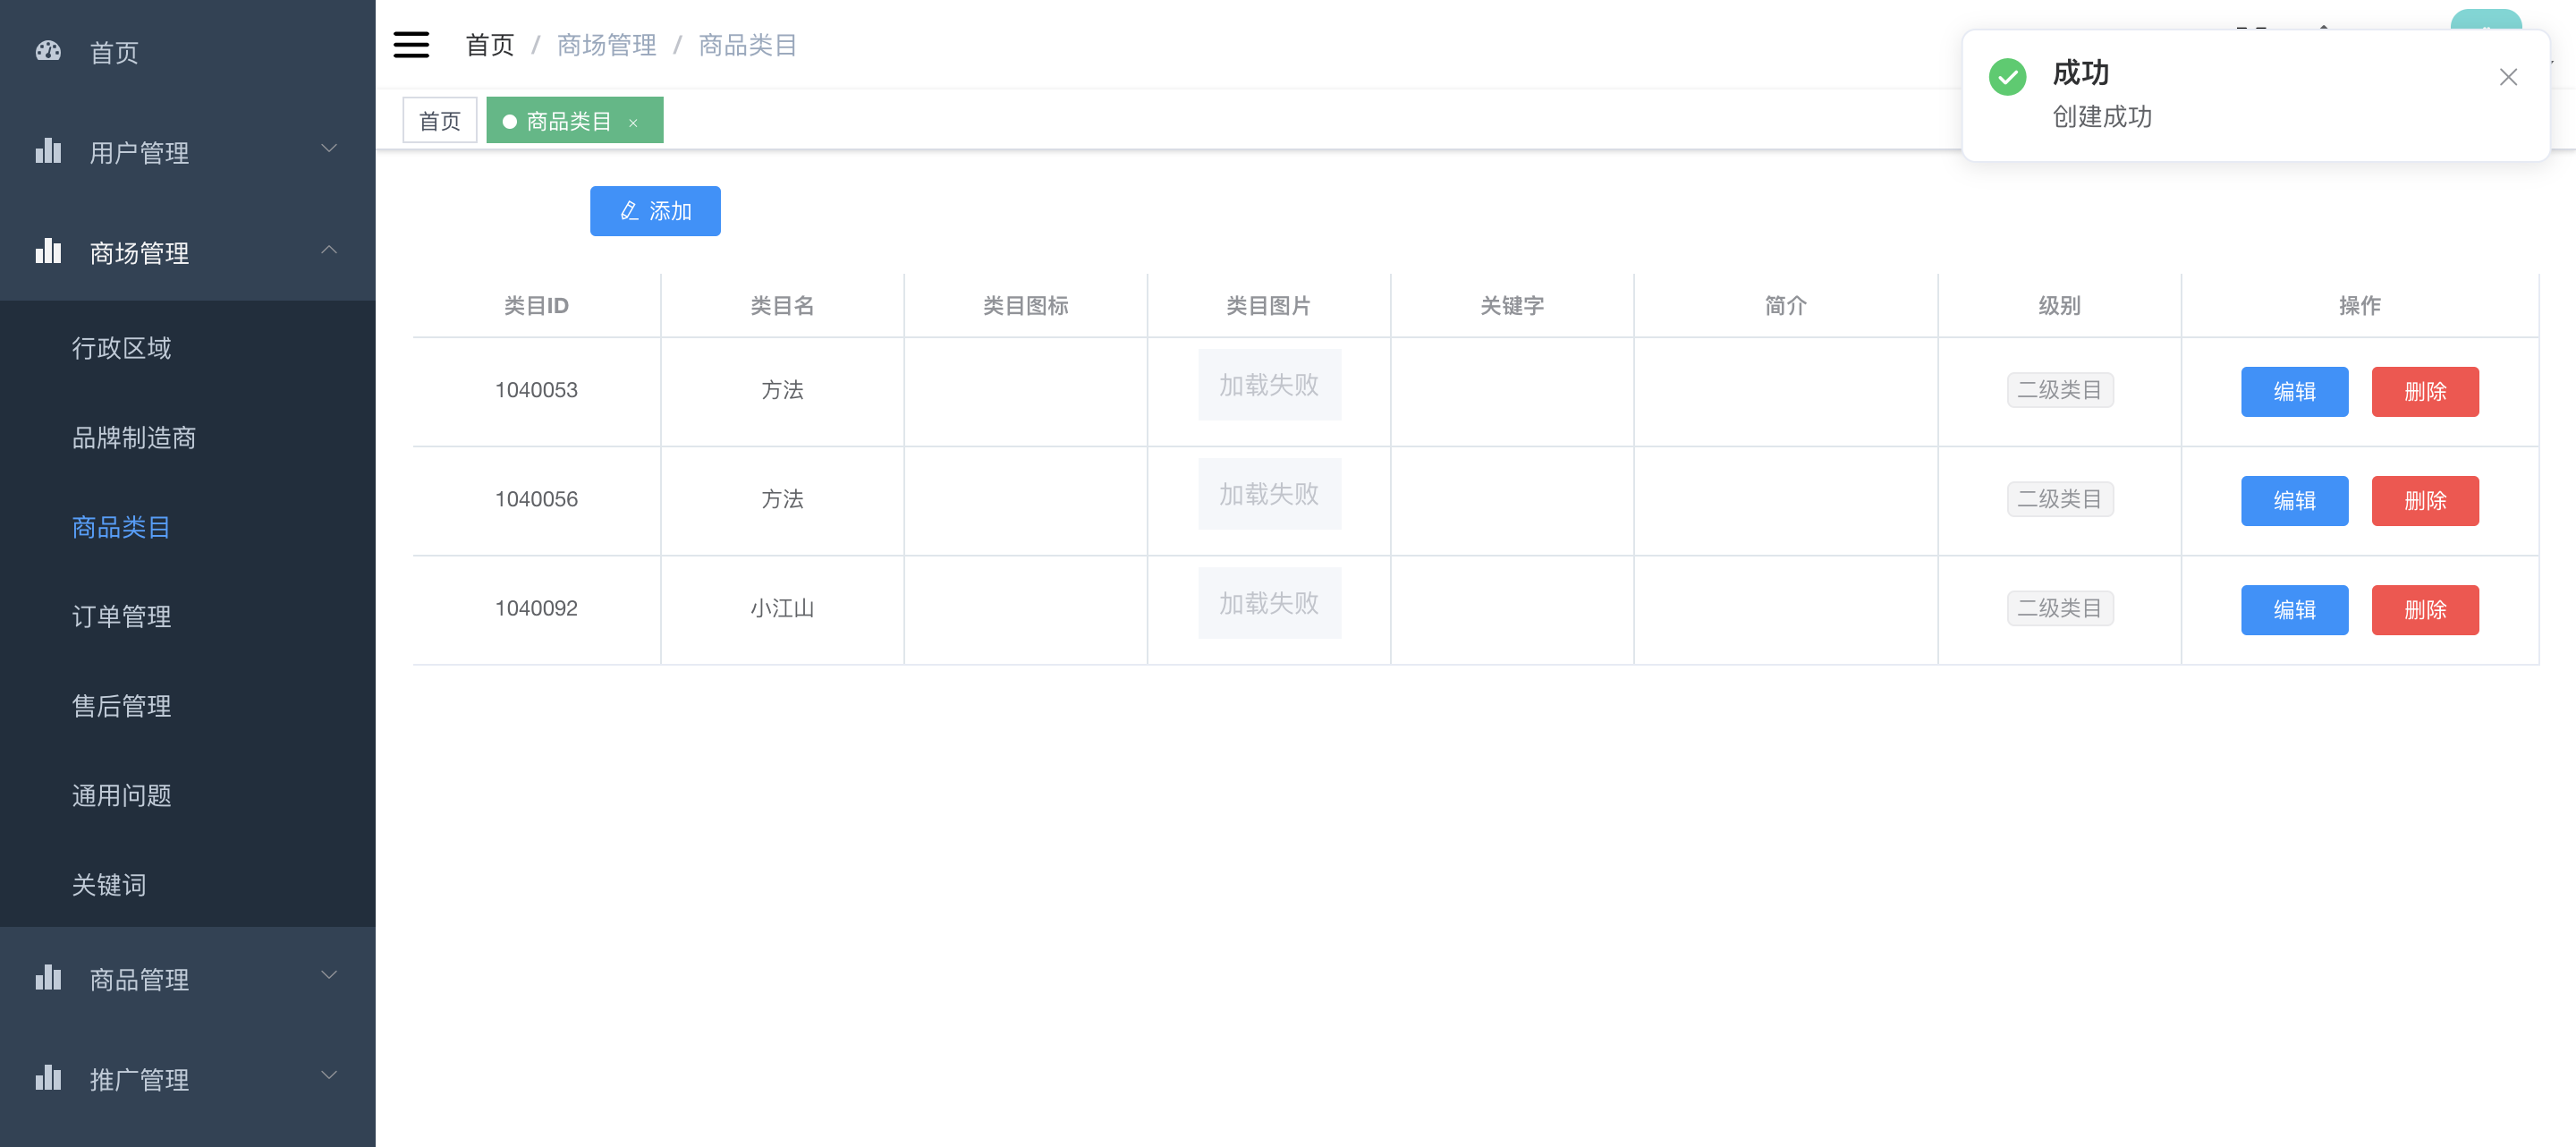 首页
用户管理
商场管理
行政区域
品牌制造商
商品类目
订单管理
售后管理
通用问题
关键词
商品管理
推广管理
首页 / 商场管理 / 商品类目
首页 商品类目 ×
成功
创建成功
添加
类目ID 类目名 类目图标 类目图片 关键字 简介 级别 操作
1040053 方法 加载失败 二级类目 编辑 删除
1040056 方法 加载失败 二级类目 编辑 删除
1040092 小江山 加载失败 二级类目 编辑 删除